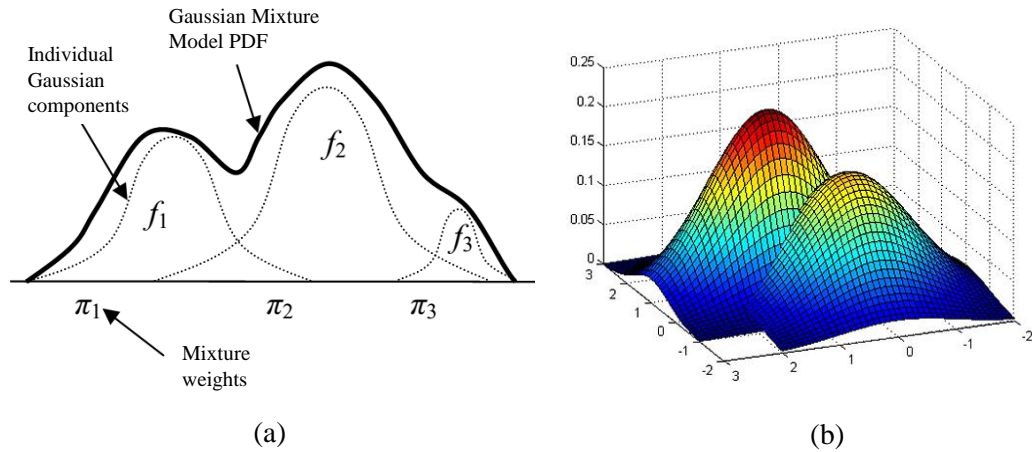 Gaussian Mixture
Model PDF
Individual
Gaussian
components
f1
f2
f3
π1
π2
π3
Mixture
weights
(a)
0.25
0.2
0.15
0.1
0.05
0
3
2
1
0
-1
-2
3
2
1
0
-1
-2
(b)